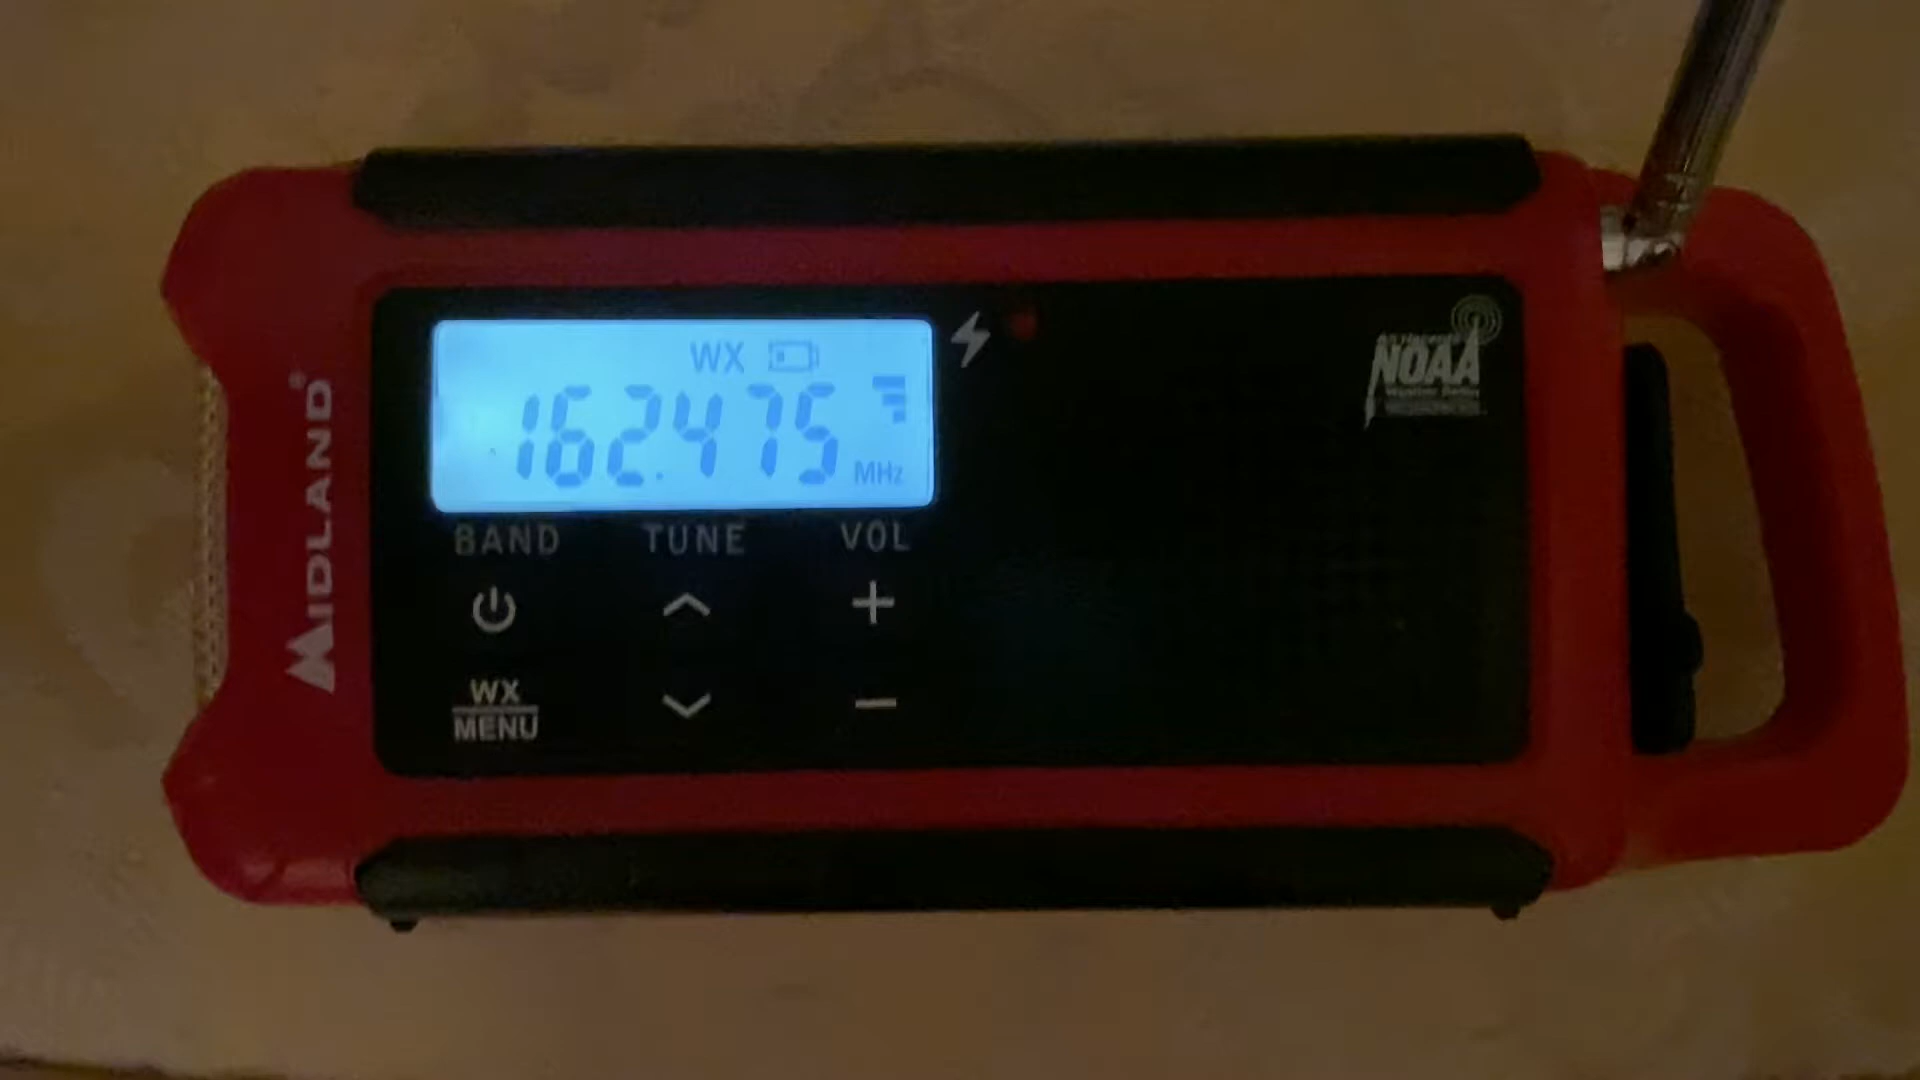 WX
162.475
MHz
BAND TUNE VOL
WX
MENU
MIDLAND®
NOAA